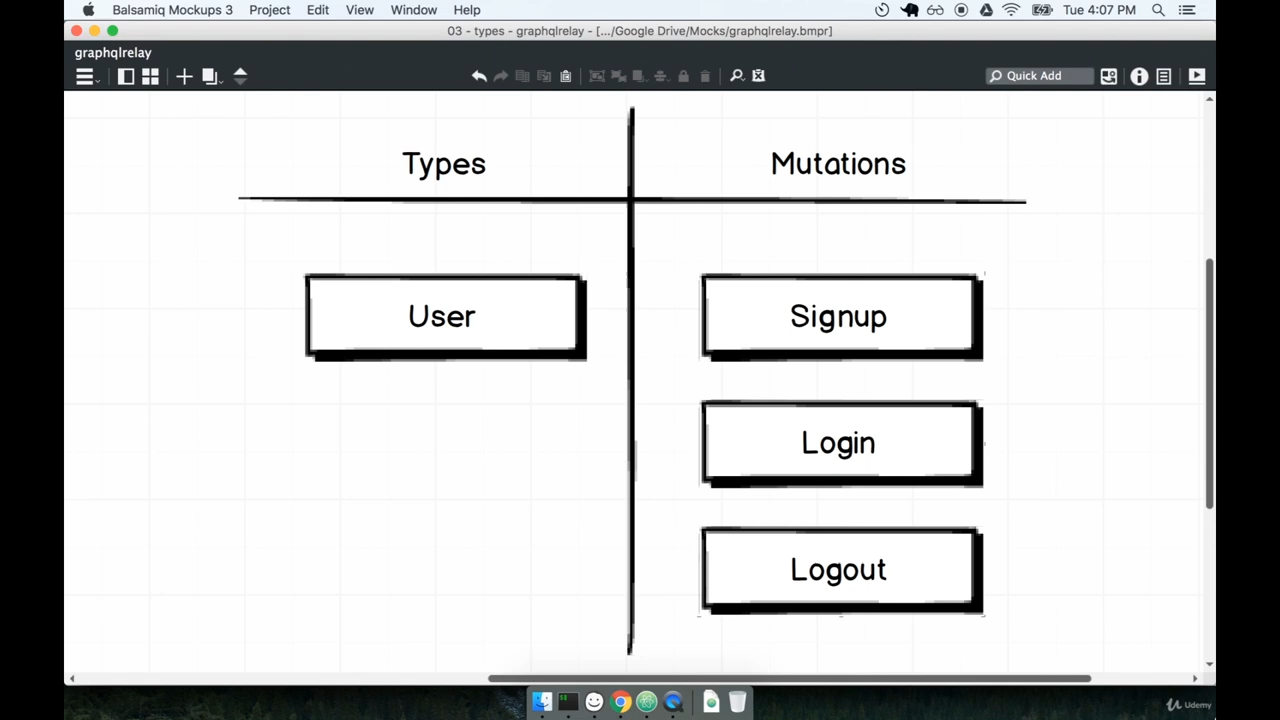 Balsamiq Mockups 3 Project Edit View Window Help Tue 4:07 PM
03 - types - graphqlrelay - [.../Google Drive/Mocks/graphqlrelay.bmpr]
graphqlrelay
Quick Add
Types Mutations
User Signup
Login
Logout
Udemy